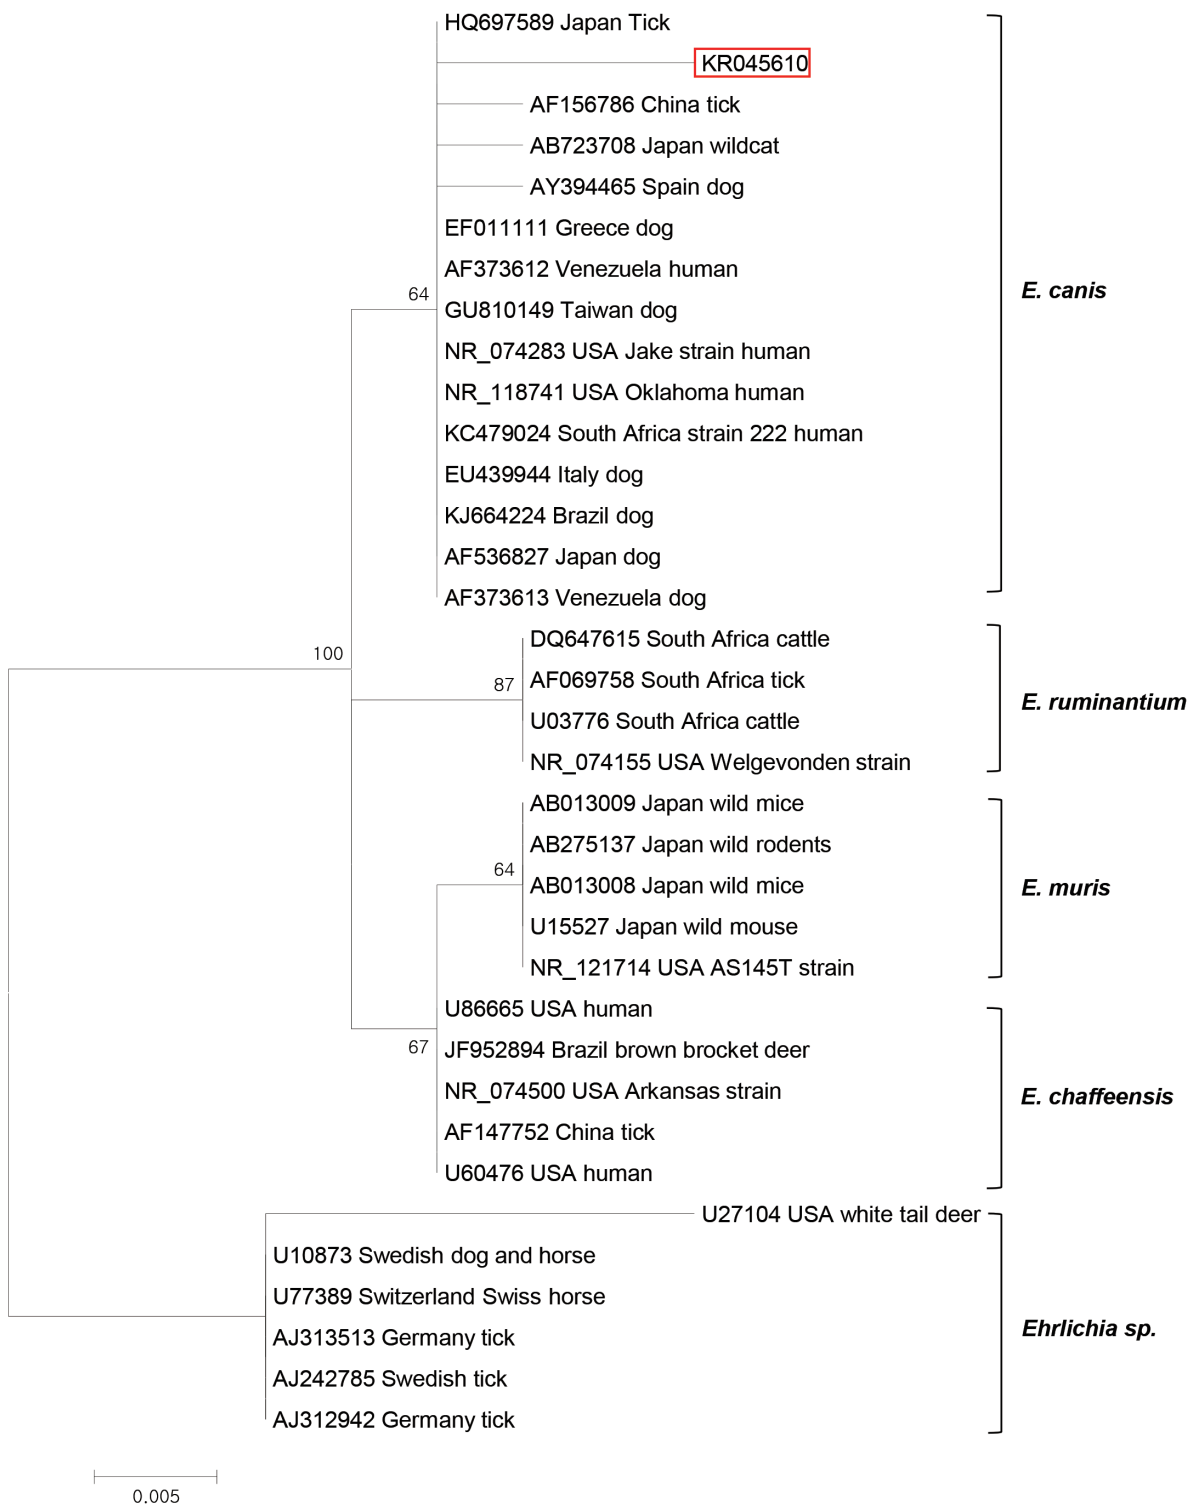 HQ697589 Japan Tick
KR045610
AF156786 China tick
AB723708 Japan wildcat
AY394465 Spain dog
EF011111 Greece dog
AF373612 Venezuela human
64
E. canis
GU810149 Taiwan dog
NR_074283 USA Jake strain human
NR_118741 USA Oklahoma human
KC479024 South Africa strain 222 human
EU439944 Italy dog
KJ664224 Brazil dog
AF536827 Japan dog
AF373613 Venezuela dog
DQ647615 South Africa cattle
100
AF069758 South Africa tick
87
E. ruminantium
U03776 South Africa cattle
NR_074155 USA Welgevonden strain
AB013009 Japan wild mice
AB275137 Japan wild rodents
64
AB013008 Japan wild mice
E. muris
U15527 Japan wild mouse
NR_121714 USA AS145T strain
U86665 USA human
67
JF952894 Brazil brown brocket deer
NR_074500 USA Arkansas strain
E. chaffeensis
AF147752 China tick
U60476 USA human
U27104 USA white tail deer
U10873 Swedish dog and horse
U77389 Switzerland Swiss horse
Ehrlichia sp.
AJ313513 Germany tick
AJ242785 Swedish tick
AJ312942 Germany tick
0.005